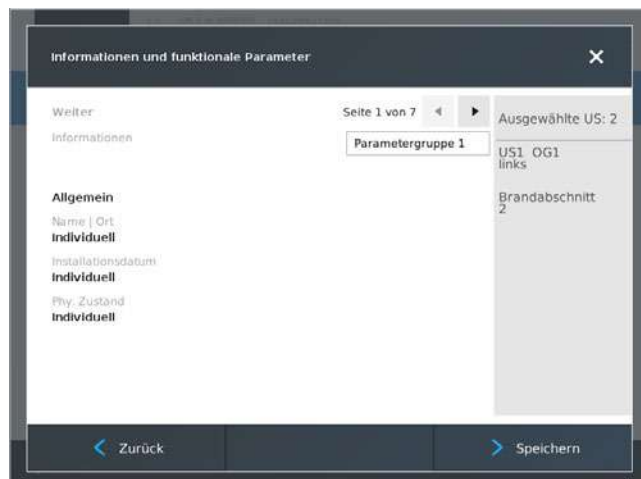 Informationen und funktionale Parameter
Weiter
Seite 1 von 7
Informationen
Parametergruppe 1
Allgemein
Name | Ort
Individuell
Installationsdatum
Individuell
Phy. Zustand
Individuell
Ausgewählte US: 2
US1 OG1
links
Brandabschnitt
2
Zurück
Speichern